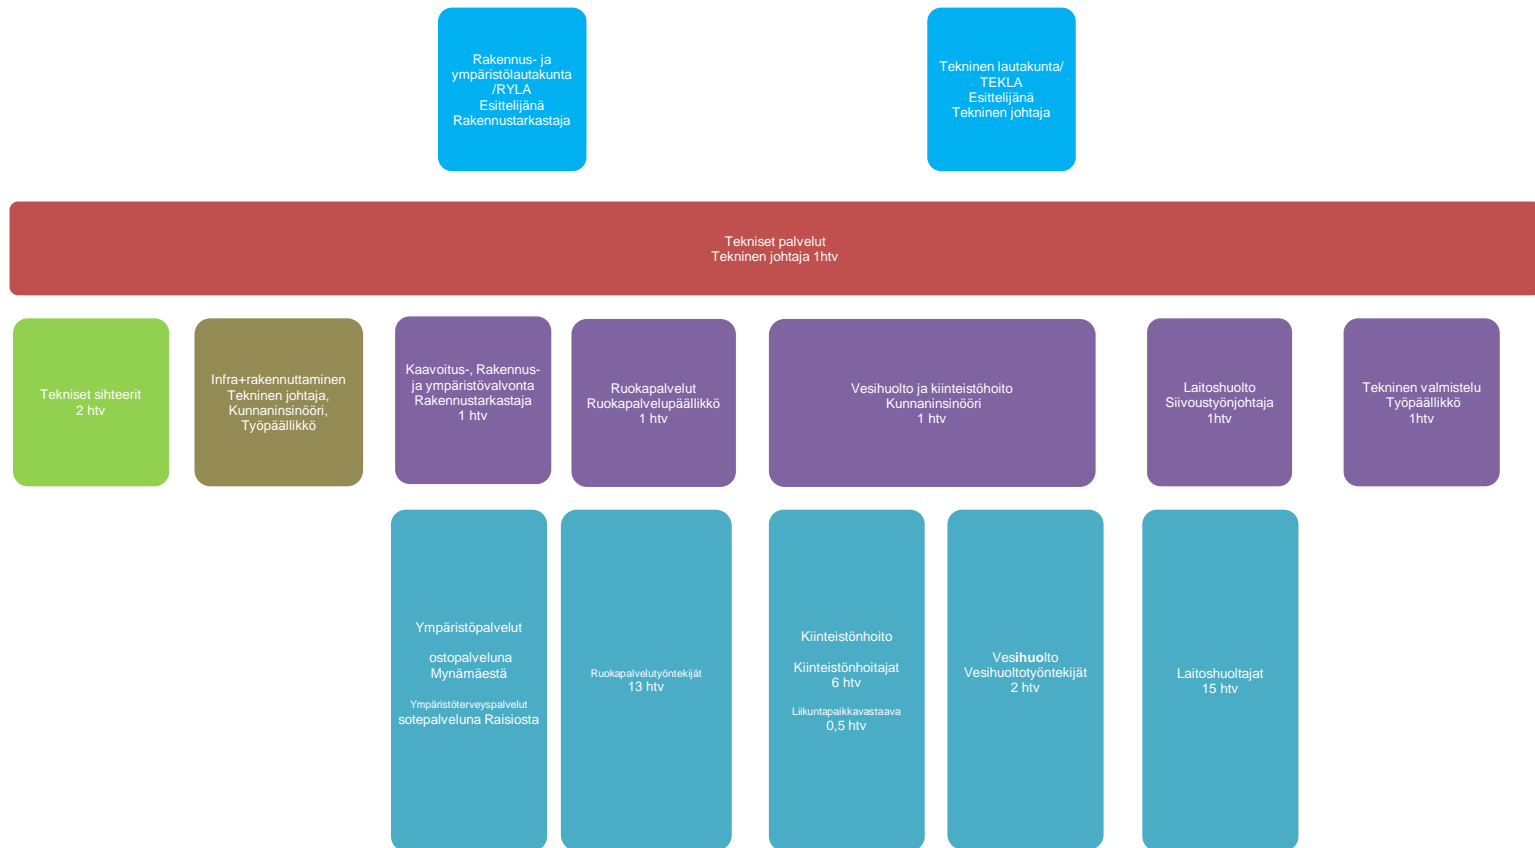 Rakennus- ja
ympäristölautakunta
/RYLA
Esittelijänä
Rakennustarkastaja
Tekninen lautakunta/
TEKLA
Esittelijänä
Tekninen johtaja
Tekniset palvelut
Tekninen johtaja 1htv
Tekniset sihteerit
2 htv
Infra+rakennuttaminen
Tekninen johtaja,
Kunnaninsinööri,
Työpäällikkö
Kaavoitus-, Rakennus-
ja ympäristövalvonta
Rakennustarkastaja
1 htv
Ruokapalvelut
Ruokapalvelupäällikkö
1 htv
Vesihuolto ja kiinteistöhoito
Kunnaninsinööri
1 htv
Laitoshuolto
Siivoustyönjohtaja
1htv
Tekninen valmistelu
Työpäällikkö
1htv
Ympäristöpalvelut
ostopalveluna
Mynämäestä
Ympäristöterveyspalvelut
sotepalveluna Raisiosta
Ruokapalvelutyöntekijät
13 htv
Kiinteistönhoito
Kiinteistönhoitajat
6 htv
Liikuntapaikkavastaava
0,5 htv
Vesihuolto
Vesihuoltotyöntekijät
2 htv
Laitoshuoltajat
15 htv